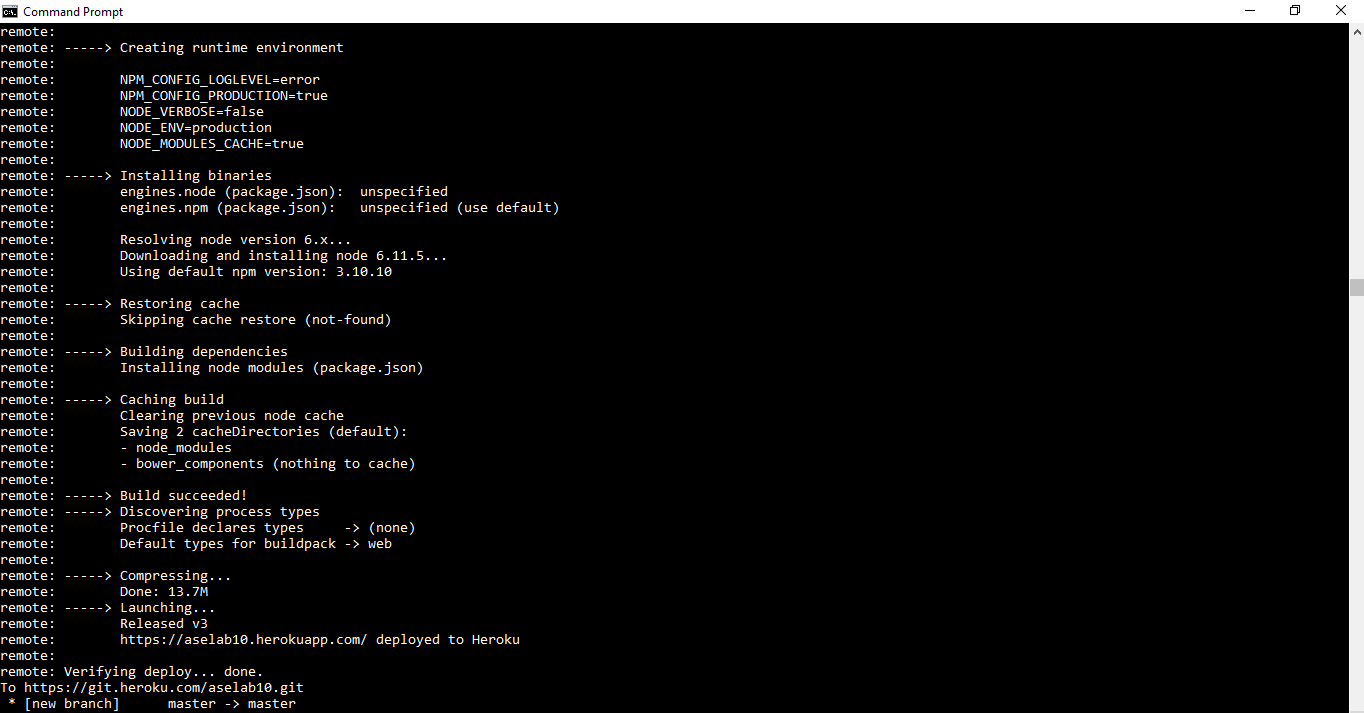 Command Prompt
remote:
remote: -----> Creating runtime environment
remote:
remote:        NPM_CONFIG_LOGLEVEL=error
remote:        NPM_CONFIG_PRODUCTION=true
remote:        NODE_VERBOSE=false
remote:        NODE_ENV=production
remote:        NODE_MODULES_CACHE=true
remote:
remote: -----> Installing binaries
remote:        engines.node (package.json):  unspecified
remote:        engines.npm (package.json):   unspecified (use default)
remote:
remote:        Resolving node version 6.x...
remote:        Downloading and installing node 6.11.5...
remote:        Using default npm version: 3.10.10
remote:
remote: -----> Restoring cache
remote:        Skipping cache restore (not-found)
remote:
remote: -----> Building dependencies
remote:        Installing node modules (package.json)
remote:
remote: -----> Caching build
remote:        Clearing previous node cache
remote:        Saving 2 cacheDirectories (default):
remote:        - node_modules
remote:        - bower_components (nothing to cache)
remote:
remote: -----> Build succeeded!
remote: -----> Discovering process types
remote:        Procfile declares types     -> (none)
remote:        Default types for buildpack -> web
remote:
remote: -----> Compressing...
remote:        Done: 13.7M
remote: -----> Launching...
remote:        Released v3
remote:        https://aselab10.herokuapp.com/ deployed to Heroku
remote:
remote: Verifying deploy... done.
To https://git.heroku.com/aselab10.git
 * [new branch]      master -> master